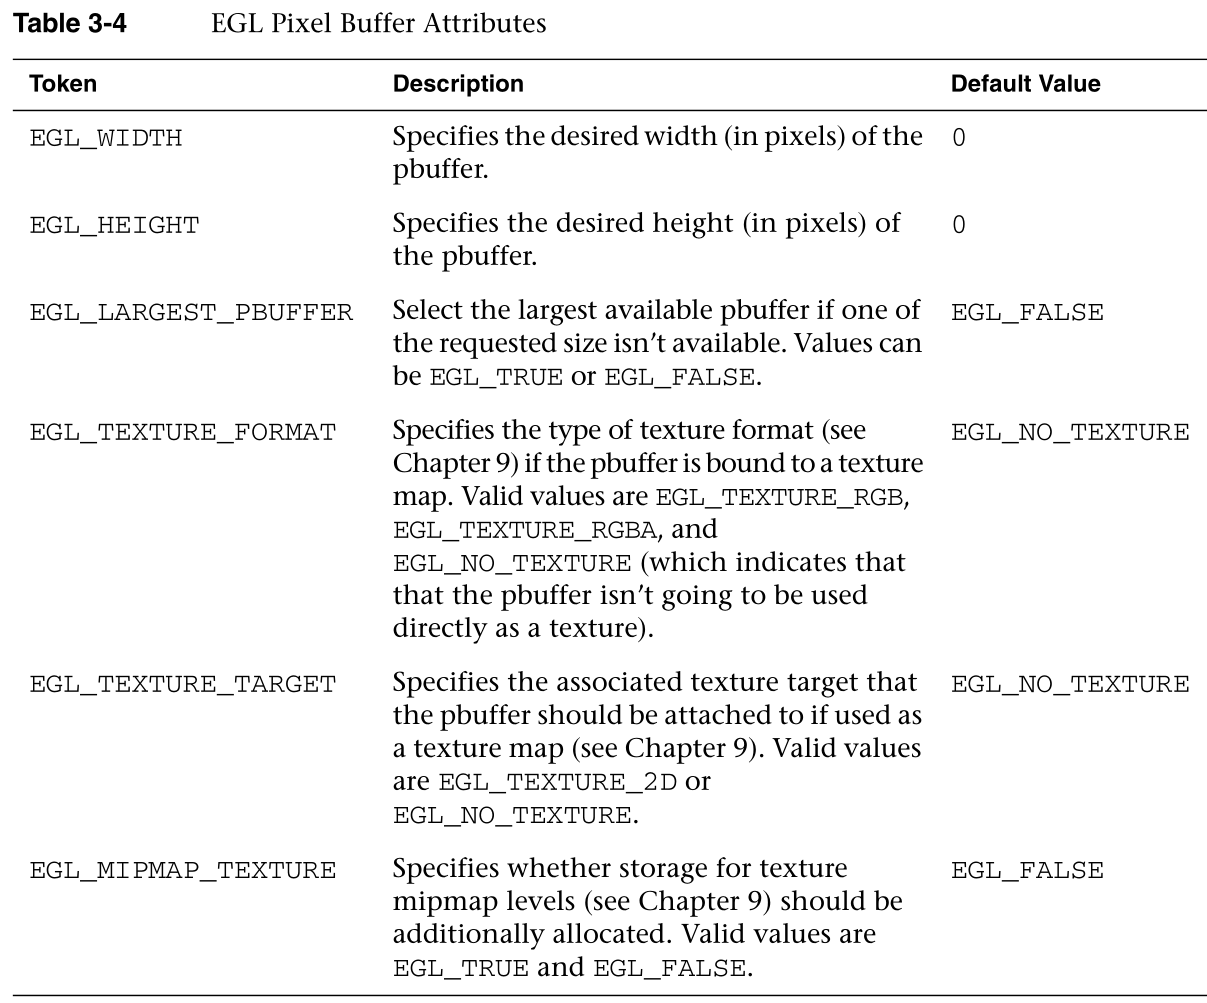 Table 3-4 EGL Pixel Buffer Attributes
Token Description Default Value
EGL_WIDTH Specifies the desired width (in pixels) of the 0
pbuffer.
EGL_HEIGHT Specifies the desired height (in pixels) of 0
the pbuffer.
EGL_LARGEST_PBUFFER Select the largest available pbuffer if one of EGL_FALSE
the requested size isn't available. Values can
be EGL_TRUE or EGL_FALSE.
EGL_TEXTURE_FORMAT Specifies the type of texture format (see EGL_NO_TEXTURE
Chapter 9) if the pbuffer is bound to a texture
map. Valid values are EGL_TEXTURE_RGB,
EGL_TEXTURE_RGBA, and
EGL_NO_TEXTURE (which indicates that
that the pbuffer isn't going to be used
directly as a texture).
EGL_TEXTURE_TARGET Specifies the associated texture target that EGL_NO_TEXTURE
the pbuffer should be attached to if used as
a texture map (see Chapter 9). Valid values
are EGL_TEXTURE_2D or
EGL_NO_TEXTURE.
EGL_MIPMAP_TEXTURE Specifies whether storage for texture EGL_FALSE
mipmap levels (see Chapter 9) should be
additionally allocated. Valid values are
EGL_TRUE and EGL_FALSE.